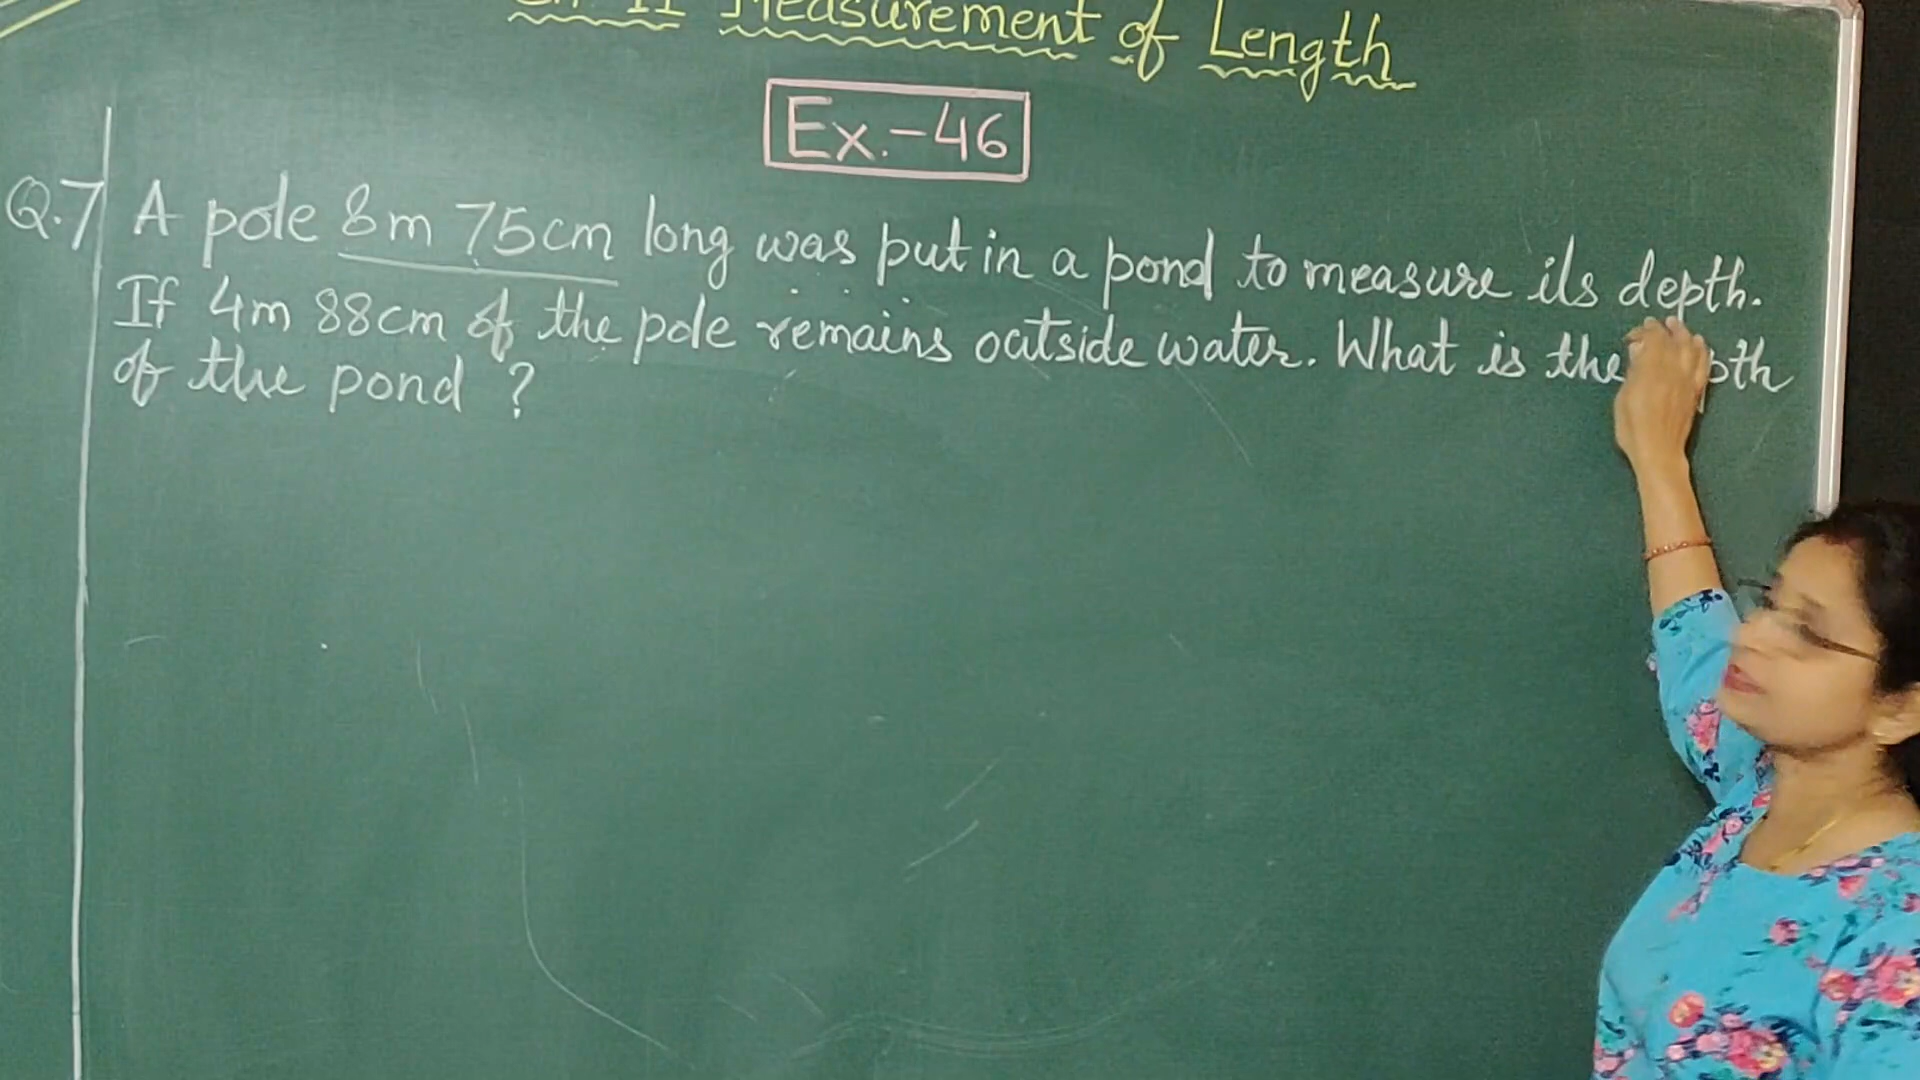 Measurement of Length
Ex.-46
Q.7 A pole 8m 75cm long was put in a pond to measure its depth.
If 4m 88cm of the pole remains outside water. What is the
of the pond ?